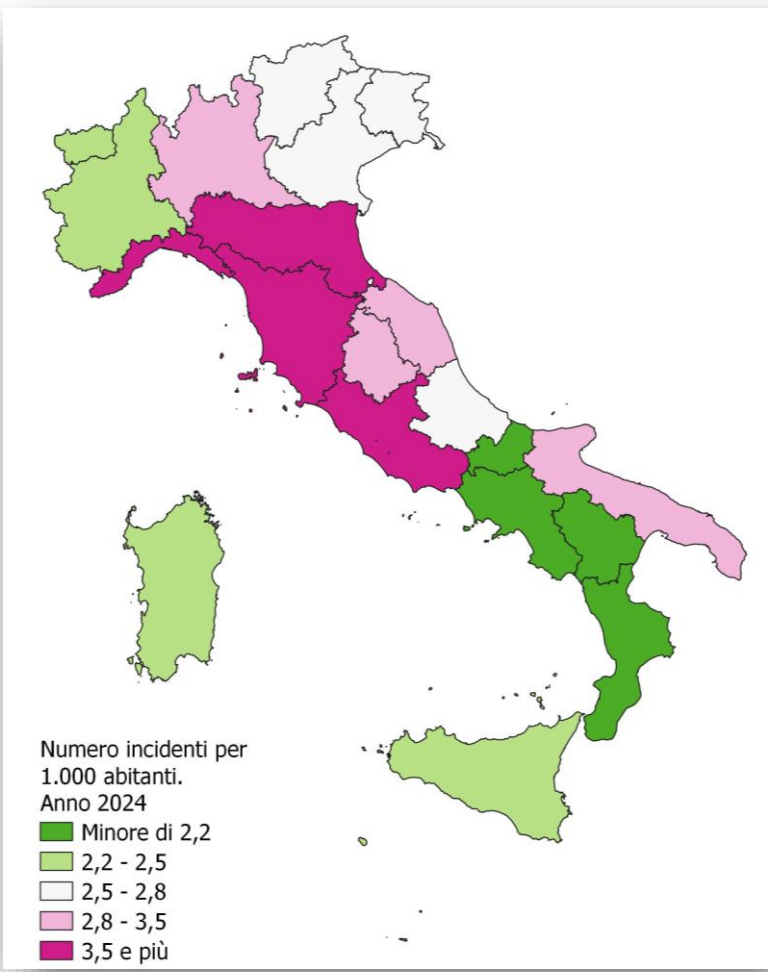 Numero incidenti per
1.000 abitanti.
Anno 2024
Minore di 2,2
2,2 - 2,5
2,5 - 2,8
2,8 - 3,5
3,5 e più